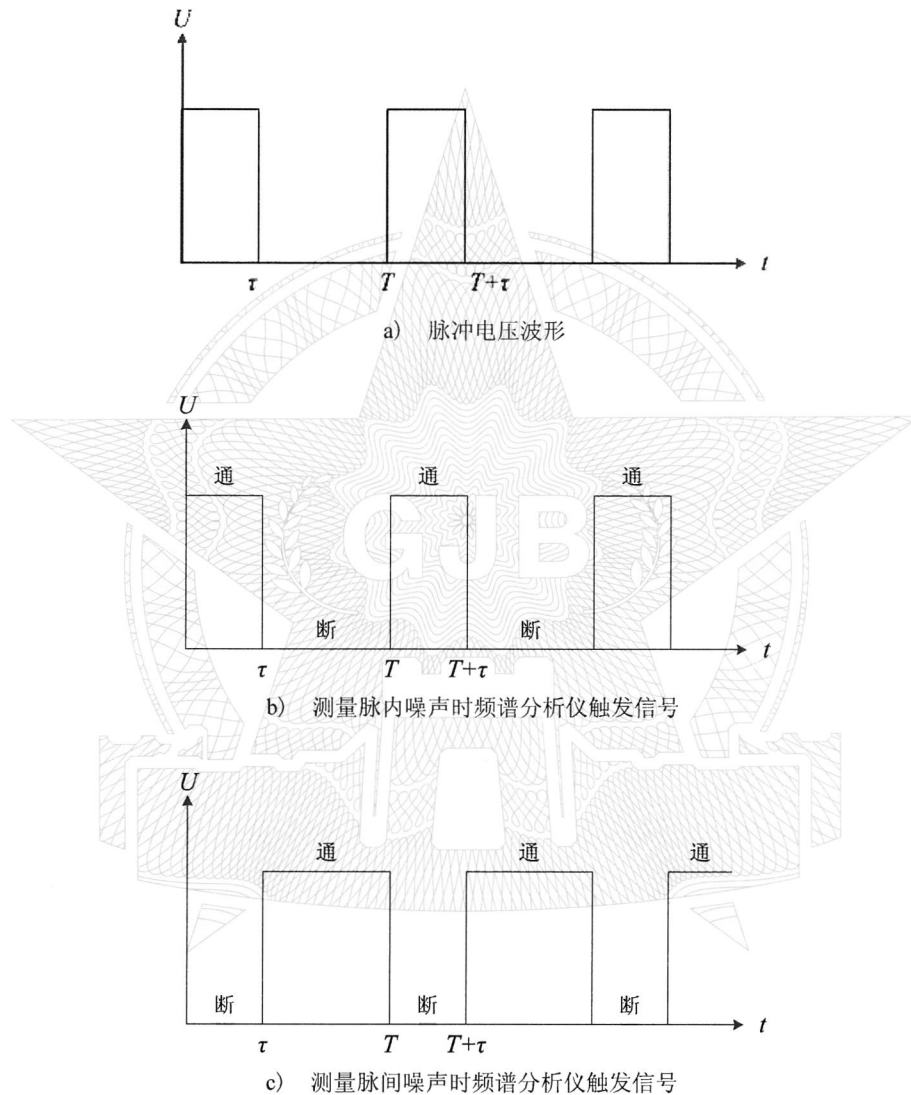 U
t
τ T T+τ
a) 脉冲电压波形
U
通 通 通
GJB
断 断
t
τ T T+τ
b) 测量脉内噪声时频谱分析仪触发信号
U
通 通 通
断 断 断
t
τ T T+τ
c) 测量脉间噪声时频谱分析仪触发信号